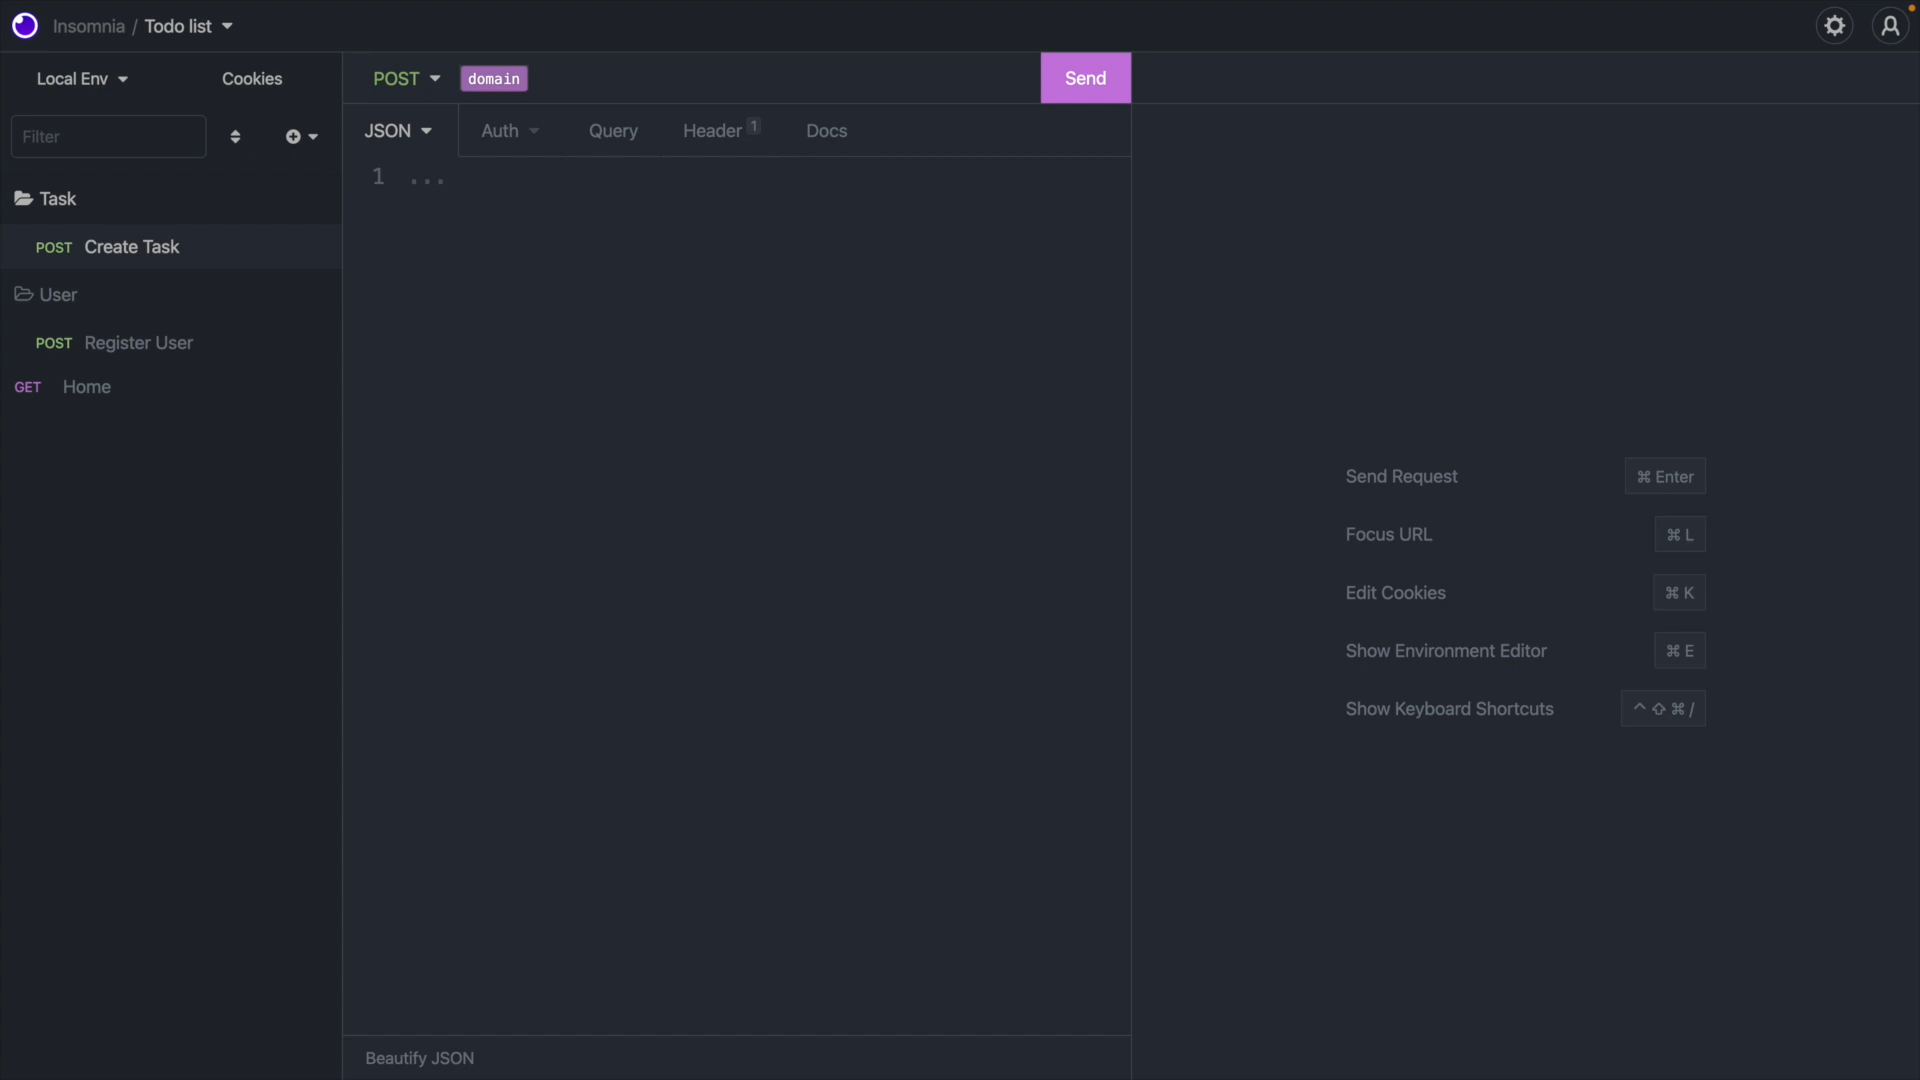 Insomnia / Todo list
Local Env
Cookies
POST
domain
Send
Filter
JSON
Auth
Query
Header 1
Docs
1 ...
Task
POST Create Task
User
POST Register User
GET Home
Send Request ⌘ Enter
Focus URL ⌘ L
Edit Cookies ⌘ K
Show Environment Editor ⌘ E
Show Keyboard Shortcuts ^ ⇧ ⌘ /
Beautify JSON